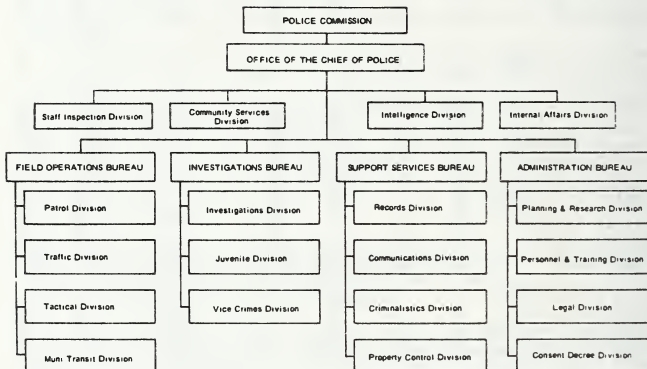 POLICE COMMISSION
OFFICE OF THE CHIEF OF POLICE
Staff Inspection Division
Community Services
Division
Intelligence Division
Internal Affairs Division
FIELD OPERATIONS BUREAU
Patrol Division
Traffic Division
Tactical Division
Muni Transit Division
INVESTIGATIONS BUREAU
Investigations Division
Juvenile Division
Vice Crimes Division
SUPPORT SERVICES BUREAU
Records Division
Communications Division
Criminalistics Division
Property Control Division
ADMINISTRATION BUREAU
Planning & Research Division
Personnel & Training Division
Legal Division
Consent Decree Division